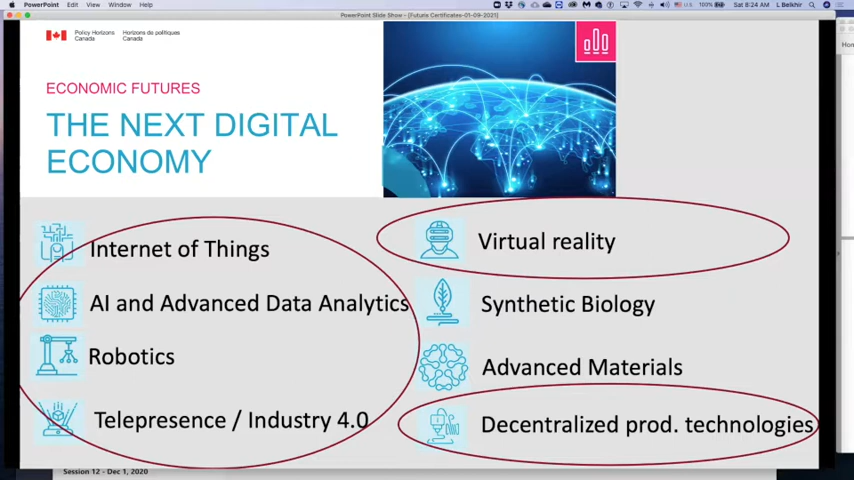 PowerPoint Edit View Window Help
100% Sat 8:24 AM L Belkhir
PowerPoint Slide Show - [Futuris Certificates-01-09-2021]
Policy Horizons Horizons de politiques
Canada Canada
Hon
ECONOMIC FUTURES
THE NEXT DIGITAL
ECONOMY
Internet of Things
AI and Advanced Data Analytics
Robotics
Telepresence / Industry 4.0
Virtual reality
Synthetic Biology
Advanced Materials
Decentralized prod. technologies
Session 12 - Dec 1, 2020